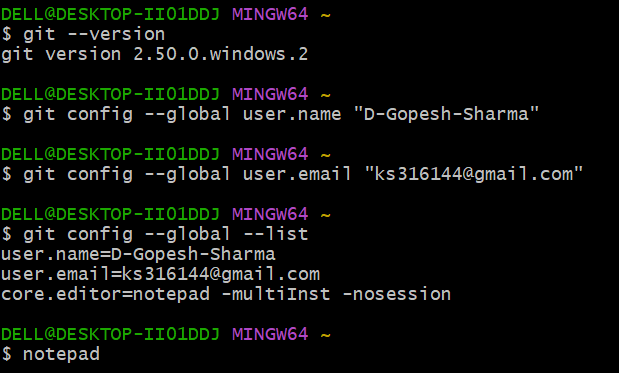 DELL@DESKTOP-II01DDJ MINGW64 ~
$ git --version
git version 2.50.0.windows.2
DELL@DESKTOP-II01DDJ MINGW64 ~
$ git config --global user.name "D-Gopesh-Sharma"
DELL@DESKTOP-II01DDJ MINGW64 ~
$ git config --global user.email "ks316144@gmail.com"
DELL@DESKTOP-II01DDJ MINGW64 ~
$ git config --global --list
user.name=D-Gopesh-Sharma
user.email=ks316144@gmail.com
core.editor=notepad -multiInst -nosession
DELL@DESKTOP-II01DDJ MINGW64 ~
$ notepad